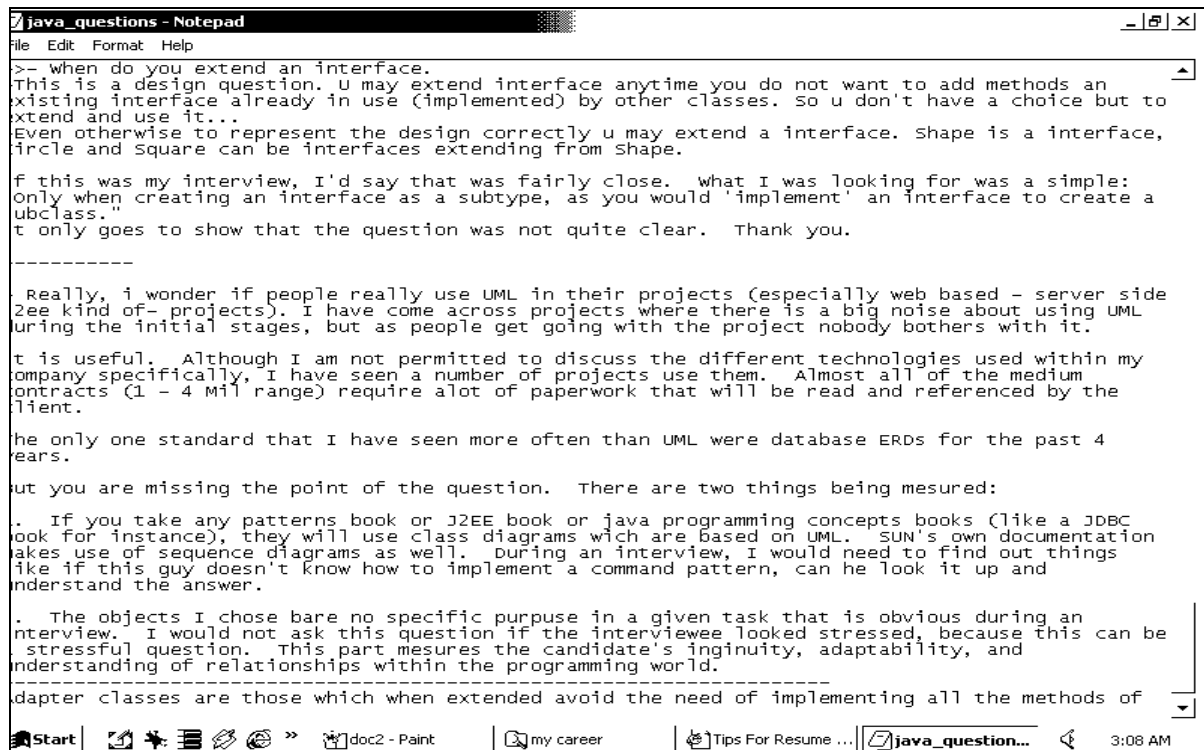 java_questions - Notepad
File Edit Format Help
>- When do you extend an interface.
This is a design question. U may extend interface anytime you do not want to add methods an
xisting interface already in use (implemented) by other classes. So u don't have a choice but to
xtend and use it...
Even otherwise to represent the design correctly u may extend a interface. Shape is a interface,
ircle and Square can be interfaces extending from Shape.
f this was my interview, I'd say that was fairly close. What I was looking for was a simple:
Only when creating an interface as a subtype, as you would 'implement' an interface to create a
ubclass."
t only goes to show that the question was not quite clear. Thank you.
-----------
Really, i wonder if people really use UML in their projects (especially web based - server side
2ee kind of- projects). I have come across projects where there is a big noise about using UML
uring the initial stages, but as people get going with the project nobody bothers with it.
t is useful. Although I am not permitted to discuss the different technologies used within my
ompany specifically, I have seen a number of projects use them. Almost all of the medium
ontracts (1 - 4 Mil range) require alot of paperwork that will be read and referenced by the
lient.
he only one standard that I have seen more often than UML were database ERDs for the past 4
ears.
ut you are missing the point of the question. There are two things being mesured:
. If you take any patterns book or J2EE book or java programming concepts books (like a JDBC
ook for instance), they will use class diagrams wich are based on UML. SUN's own documentation
akes use of sequence diagrams as well. During an interview, I would need to find out things
ike if this guy doesn't know how to implement a command pattern, can he look it up and
nderstand the answer.
. The objects I chose bare no specific purpuse in a given task that is obvious during an
nterview. I would not ask this question if the interviewee looked stressed, because this can be
stressful question. This part mesures the candidate's inginuity, adaptability, and
nderstanding of relationships within the programming world.
-----------------------------------------------------------------------
dapter classes are those which when extended avoid the need of implementing all the methods of
Start » doc2 - Paint my career Tips For Resume ... java_question... 3:08 AM